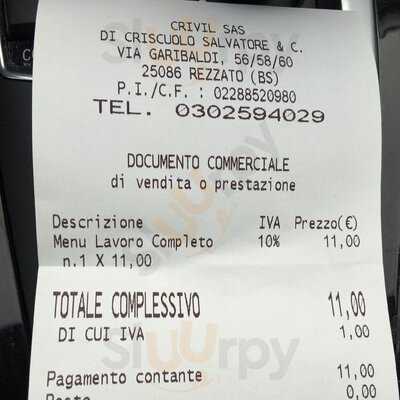 CRIVIL SAS
DI CRISCUOLO SALVATORE & C.
VIA GARIBALDI, 56/58/60
25086 REZZATO (BS)
P.I./C.F. : 02288520980
TEL. 0302594029
DOCUMENTO COMMERCIALE
di vendita o prestazione
Descrizione IVA Prezzo(€)
Menu Lavoro Completo 10% 11,00
n.1 X 11,00
TOTALE COMPLESSIVO 11,00
DI CUI IVA 1,00
Sluurpy
Pagamento contante 11,00
Resto 0,00